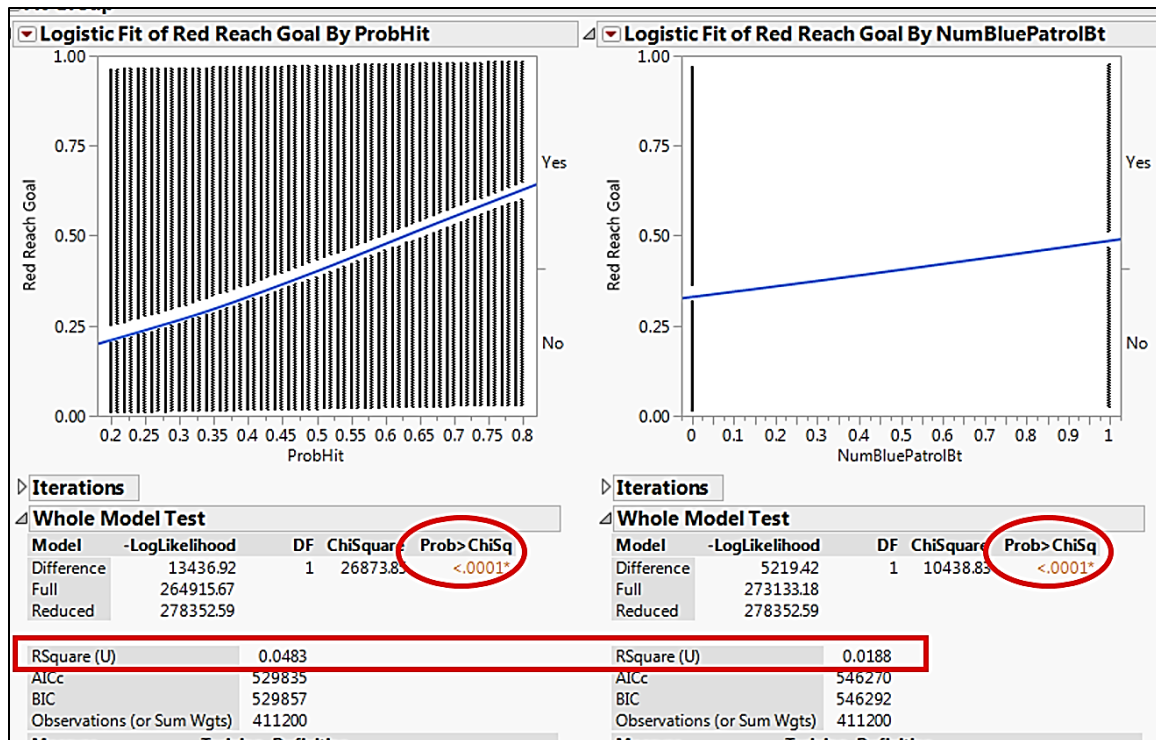 Logistic Fit of Red Reach Goal By ProbHit
1.00
0.75
0.50
0.25
0.00
Red Reach Goal
Yes
No
0.2 0.25 0.3 0.35 0.4 0.45 0.5 0.55 0.6 0.65 0.7 0.75 0.8
ProbHit
Iterations
Whole Model Test
Model -LogLikelihood DF ChiSquare Prob>ChiSq
Difference 13436.92 1 26873.85 <.0001*
Full 264915.67
Reduced 278352.59
RSquare (U) 0.0483
AICc 529835
BIC 529857
Observations (or Sum Wgts) 411200
Logistic Fit of Red Reach Goal By NumBluePatrolBt
1.00
0.75
0.50
0.25
0.00
Red Reach Goal
Yes
No
0 0.1 0.2 0.3 0.4 0.5 0.6 0.7 0.8 0.9 1
NumBluePatrolBt
Iterations
Whole Model Test
Model -LogLikelihood DF ChiSquare Prob>ChiSq
Difference 5219.42 1 10438.83 <.0001*
Full 273133.18
Reduced 278352.59
RSquare (U) 0.0188
AICc 546270
BIC 546292
Observations (or Sum Wgts) 411200